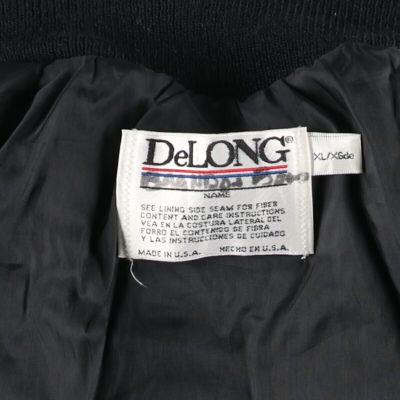 DeLONG®
XL/XGde
NAME
SEE LINING SIDE SEAM FOR FIBER
CONTENT AND CARE INSTRUCTIONS.
VEA EN LA COSTURA LATERAL DEL
FORRO EL CONTENIDO DE FIBRA
Y LAS INSTRUCCIONES DE CUIDADO.
MADE IN U.S.A. HECHO EN U.S.A.